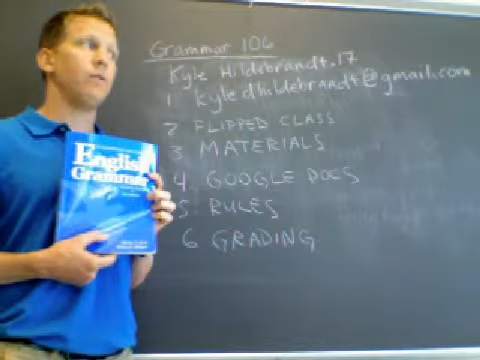 Grammar 106
Kyle Hildebrandt.17
1 kyledhildebrandt@gmail.com
2 FLIPPED CLASS
3 MATERIALS
4 GOOGLE DOCS
5 RULES
6 GRADING
English
Grammar